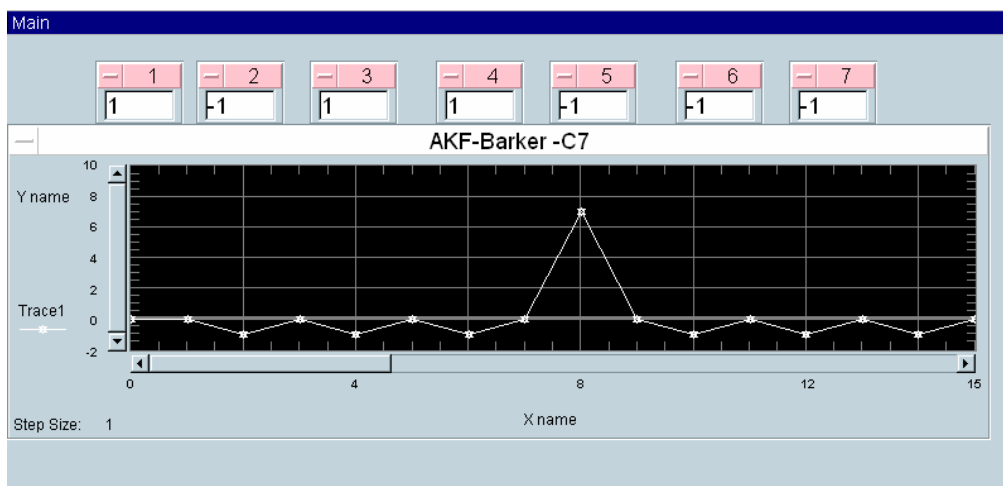 Main
1 2 3 4 5 6 7
1 -1 1 1 -1 -1 -1
AKF-Barker -C7
10
Y name 8
6
4
2
Trace1
0
-2
0 4 8 12 15
X name
Step Size: 1